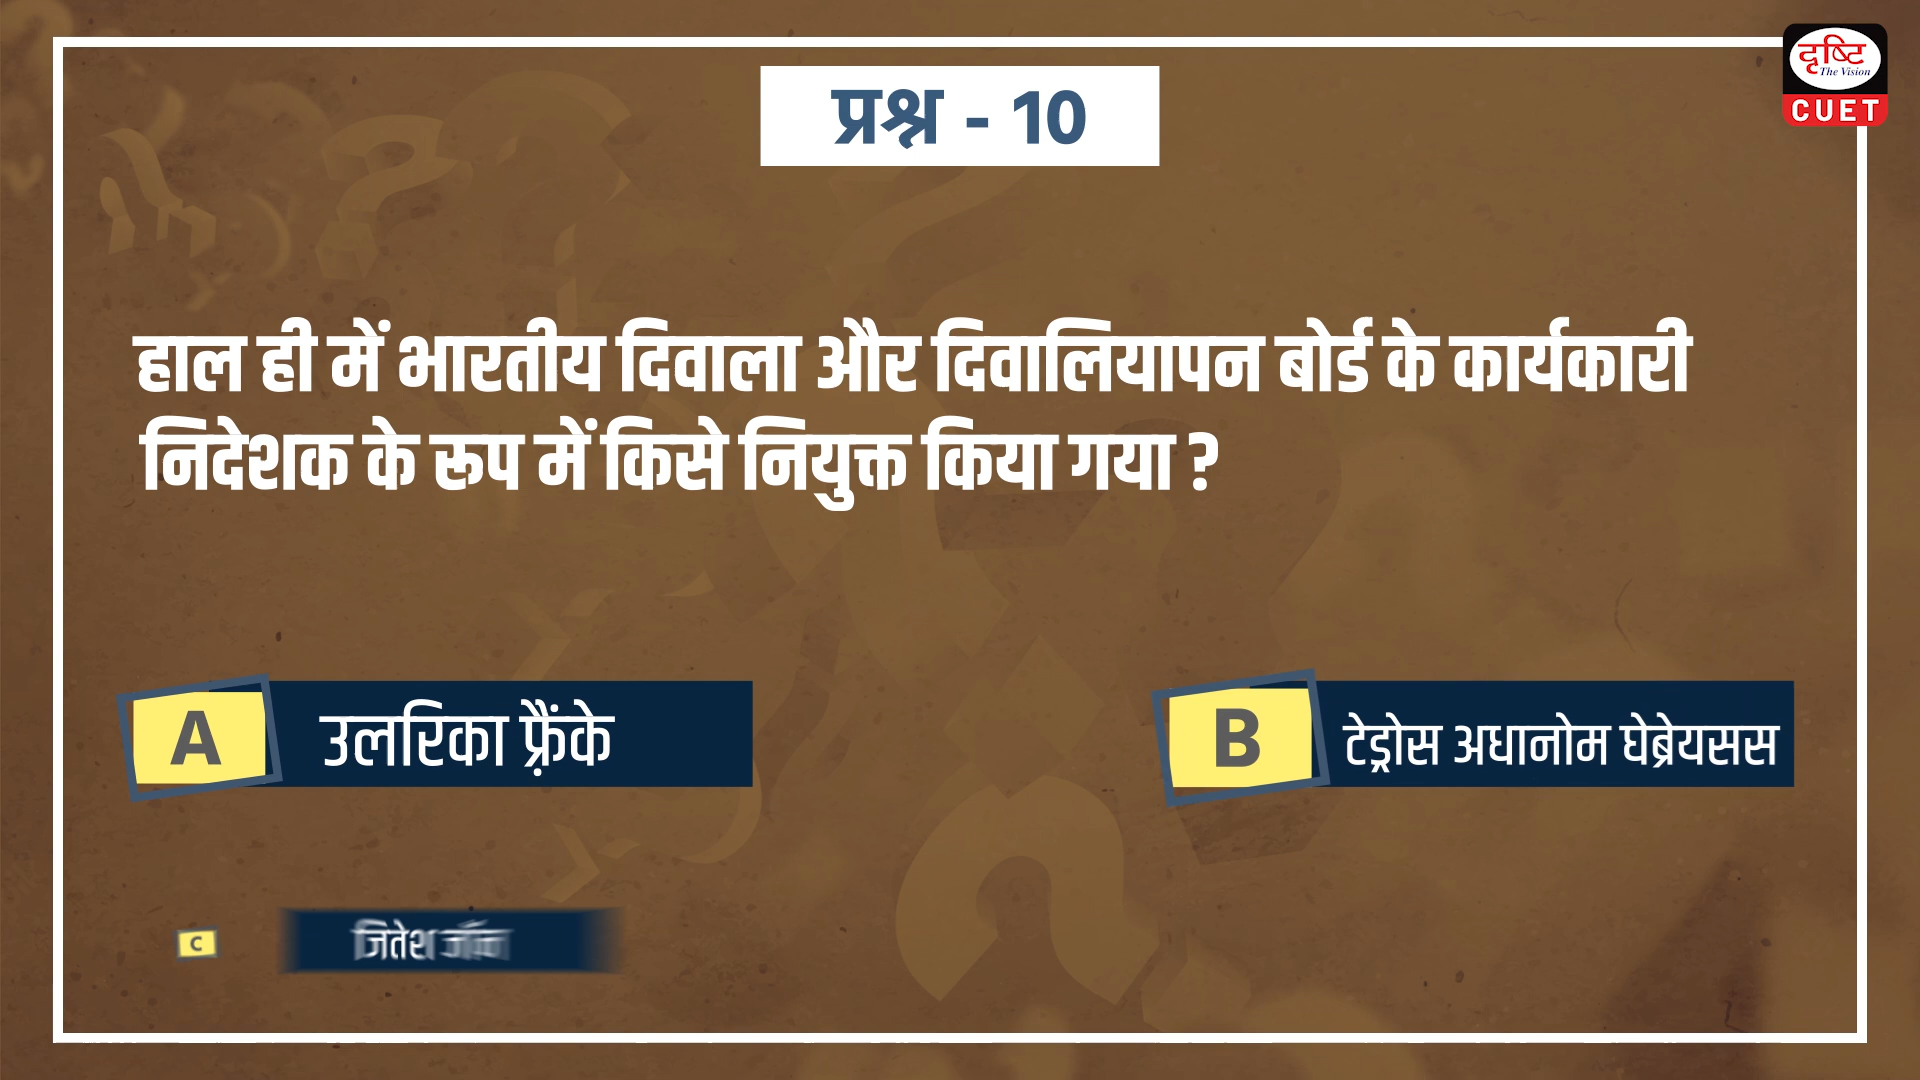 दृष्टि
The Vision
CUET
प्रश्न - 10
हाल ही में भारतीय दिवाला और दिवालियापन बोर्ड के कार्यकारी
निदेशक के रूप में किसे नियुक्त किया गया ?
A उलरिका फ़्रैंके
B टेड्रोस अधानोम घेब्रेयसस
C जितेश